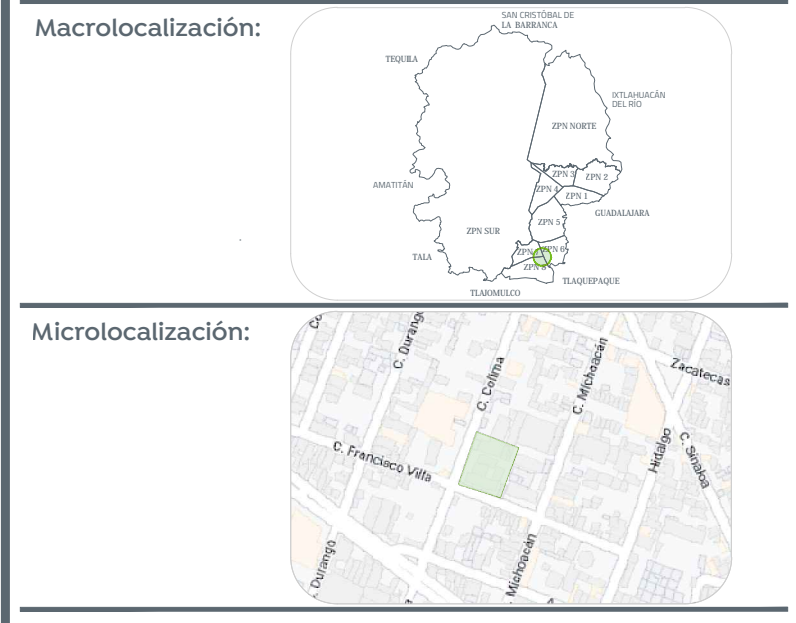 Macrolocalización:
SAN CRISTÓBAL DE
LA BARRANCA
TEQUILA
IXTLAHUACÁN
DEL RÍO
ZPN NORTE
ZPN 3
ZPN 2
AMATITÁN
ZPN 4
ZPN 1
GUADALAJARA
ZPN 5
ZPN SUR
ZPN 6
TALA
ZPN
ZPN 8
TLAQUEPAQUE
TLAJOMULCO
Microlocalización:
C. Durango
C. Colima
C. Michoacán
Zacatecas
C. Francisco Villa
Hidalgo
C. Sinaloa
C. Durango
Michoacán